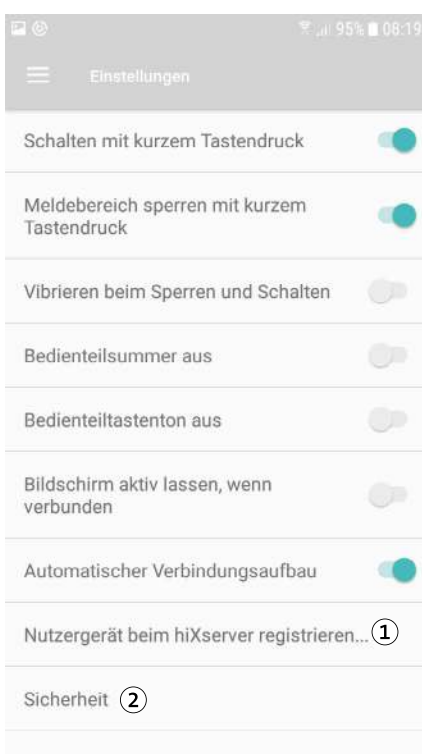 95% 08:19
Einstellungen
Schalten mit kurzem Tastendruck
Meldebereich sperren mit kurzem
Tastendruck
Vibrieren beim Sperren und Schalten
Bedienteilsummer aus
Bedienteiltastenton aus
Bildschirm aktiv lassen, wenn
verbunden
Automatischer Verbindungsaufbau
Nutzergerät beim hiXserver registrieren... ①
Sicherheit ②